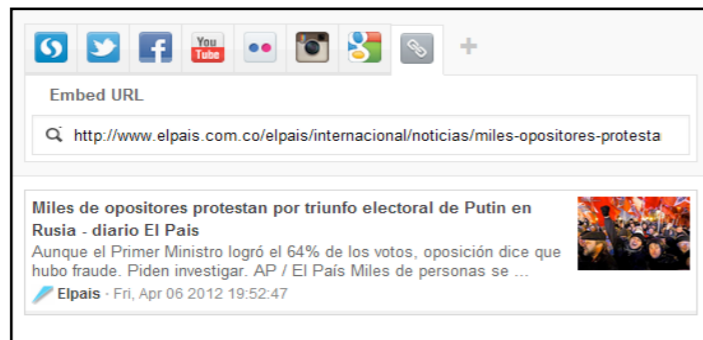 You
Tube
Embed URL
http://www.elpais.com.co/elpais/internacional/noticias/miles-opositores-protesta
Miles de opositores protestan por triunfo electoral de Putin en
Rusia - diario El Pais
Aunque el Primer Ministro logró el 64% de los votos, oposición dice que
hubo fraude. Piden investigar. AP / El País Miles de personas se ...
Elpais · Fri, Apr 06 2012 19:52:47